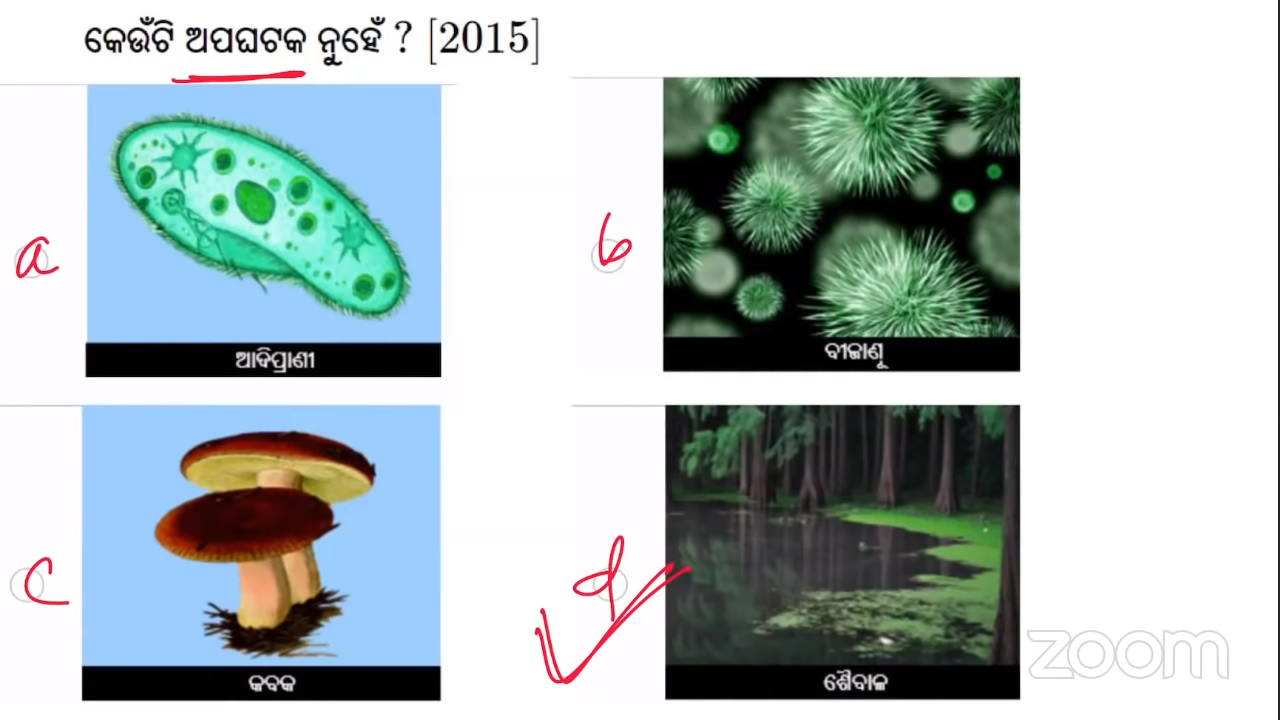 କେଉଁଟି ଅପଘଟକ ନୁହେଁ ? [2015]
a
b
ଆଦିପ୍ରାଣୀ
ବୀଜାଣୁ
c
d
କବକ
ଶୈବାଳ
zoom